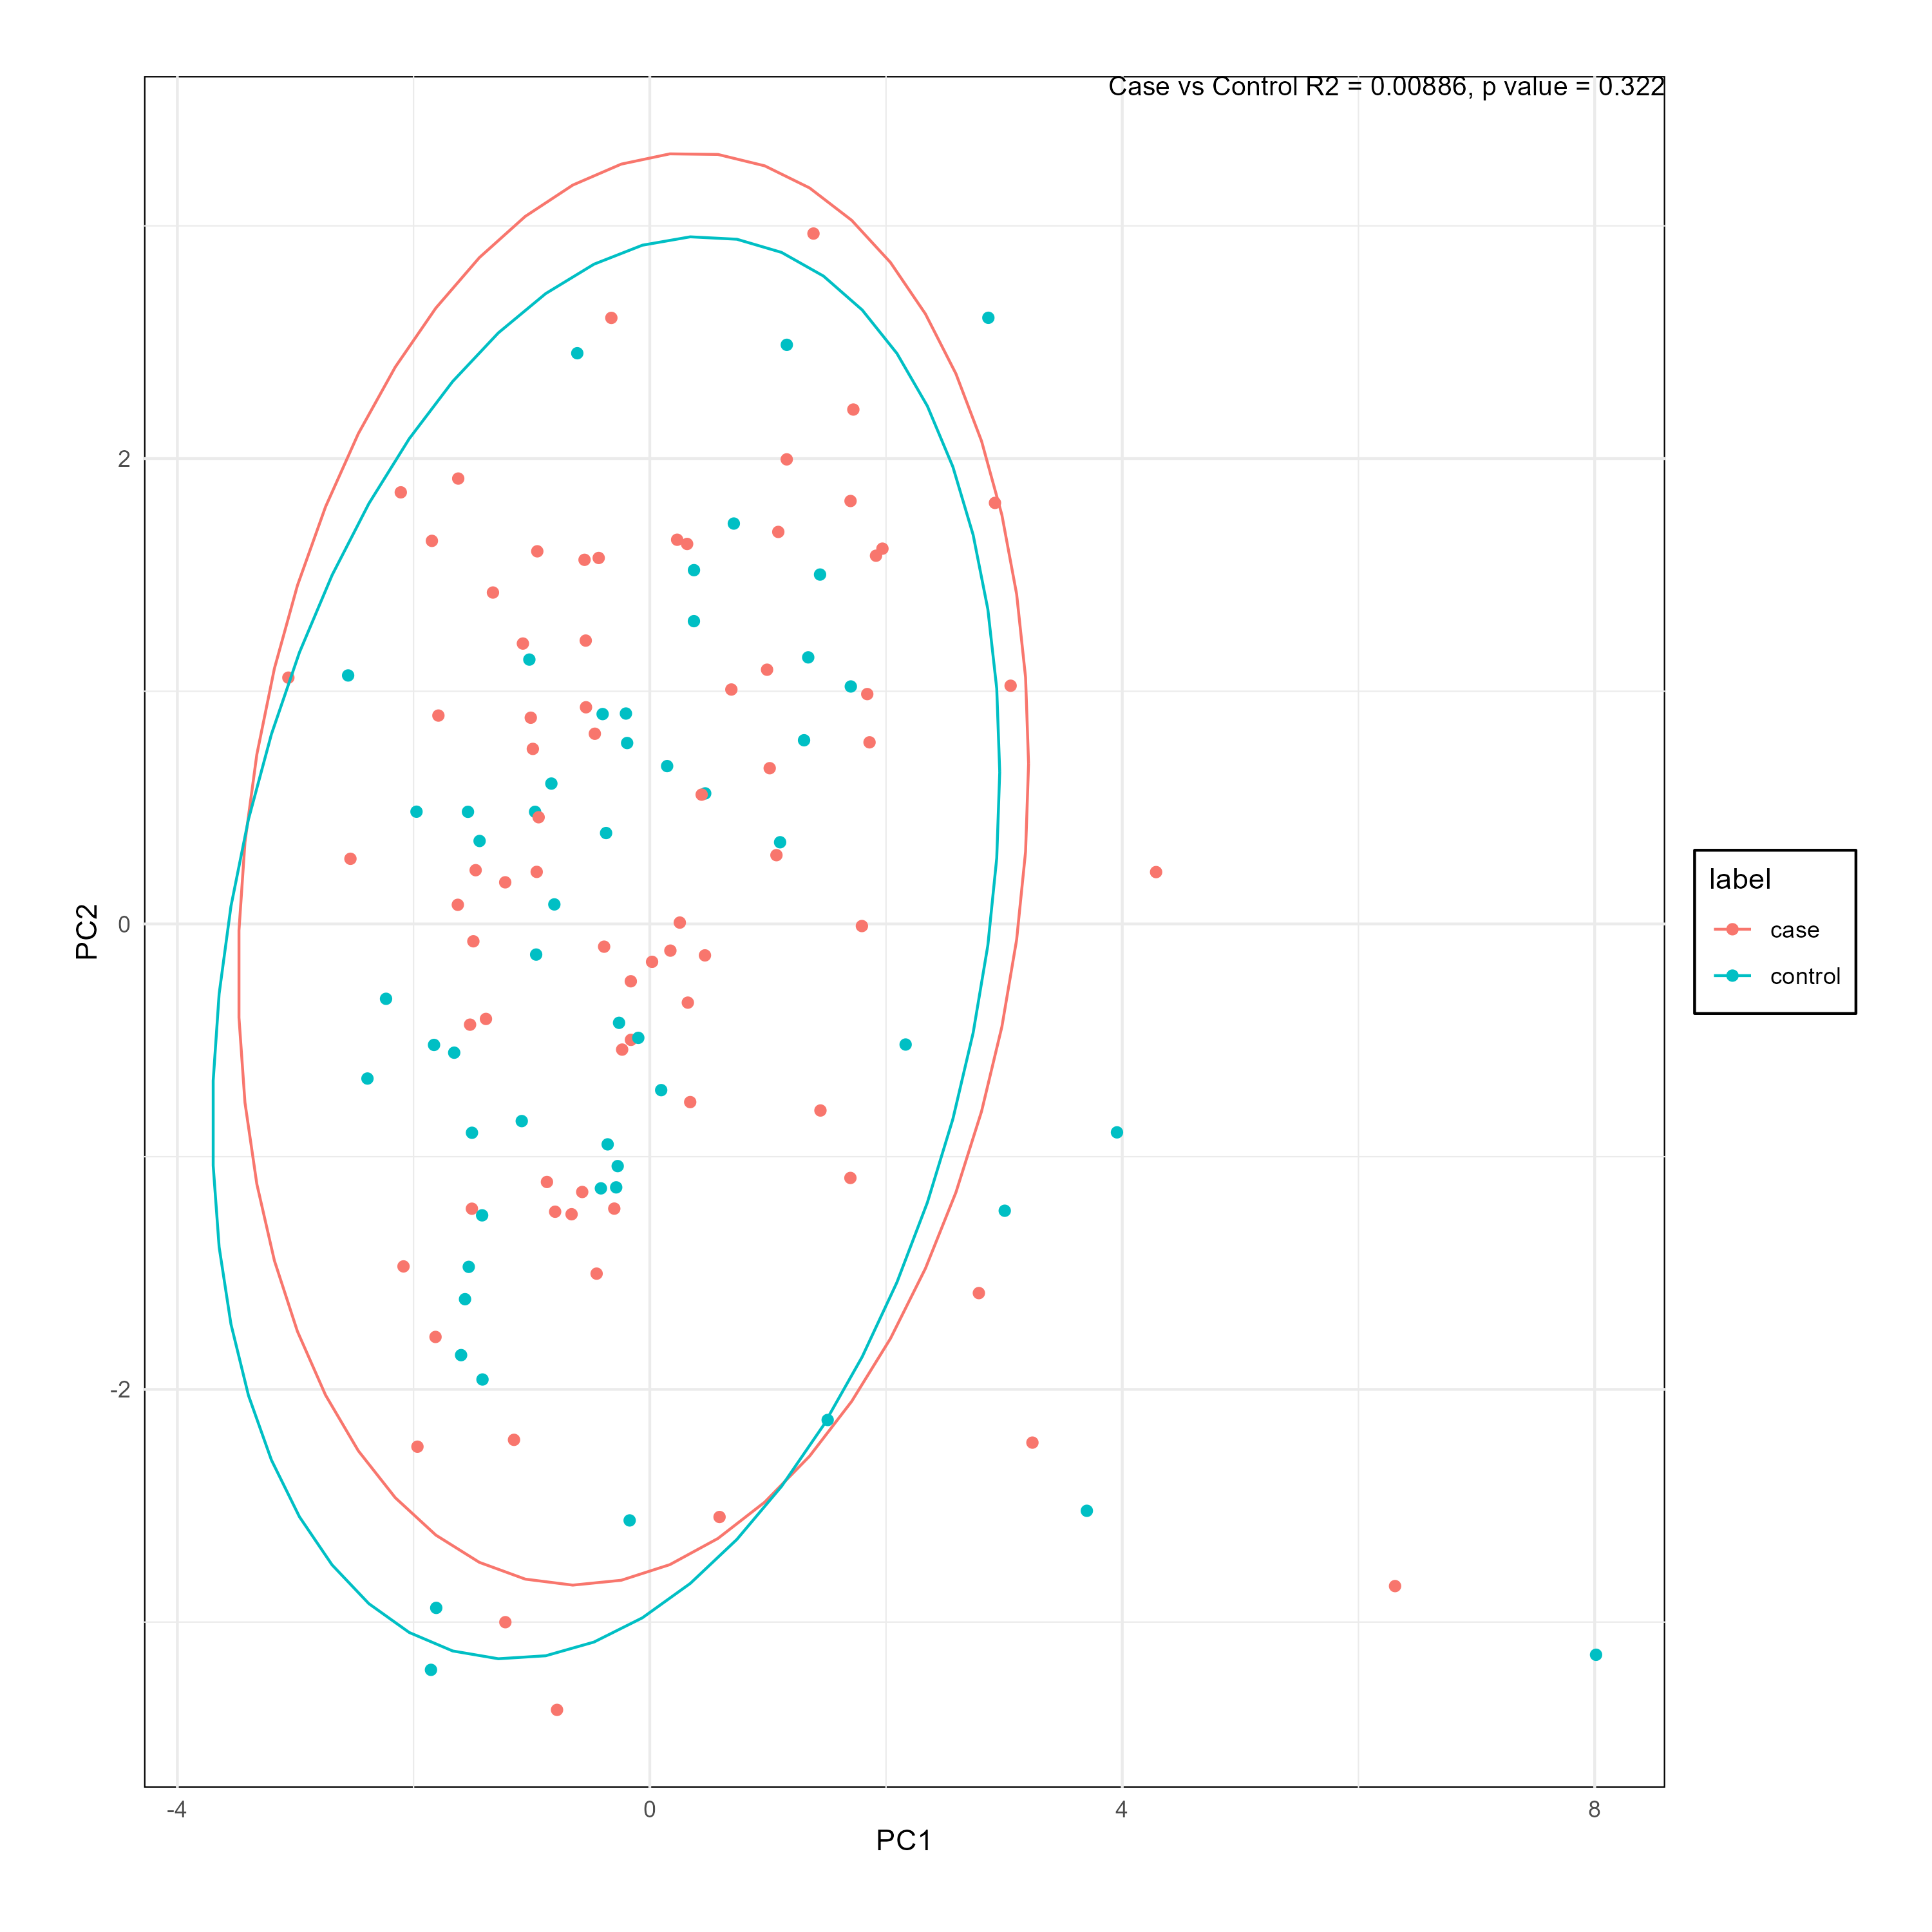 Case vs Control R2 = 0.00886, p value = 0.322
2
0
-2
PC2
-4
0
4
8
PC1
label
case
control